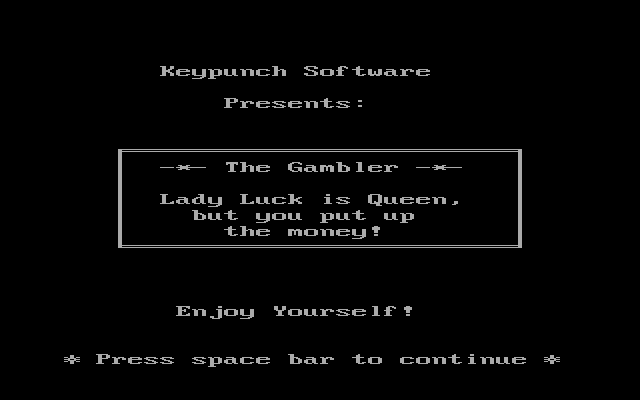 Keypunch Software
Presents:
-*- The Gambler -*-
Lady Luck is Queen,
but you put up
the money!
Enjoy Yourself!
* Press space bar to continue *